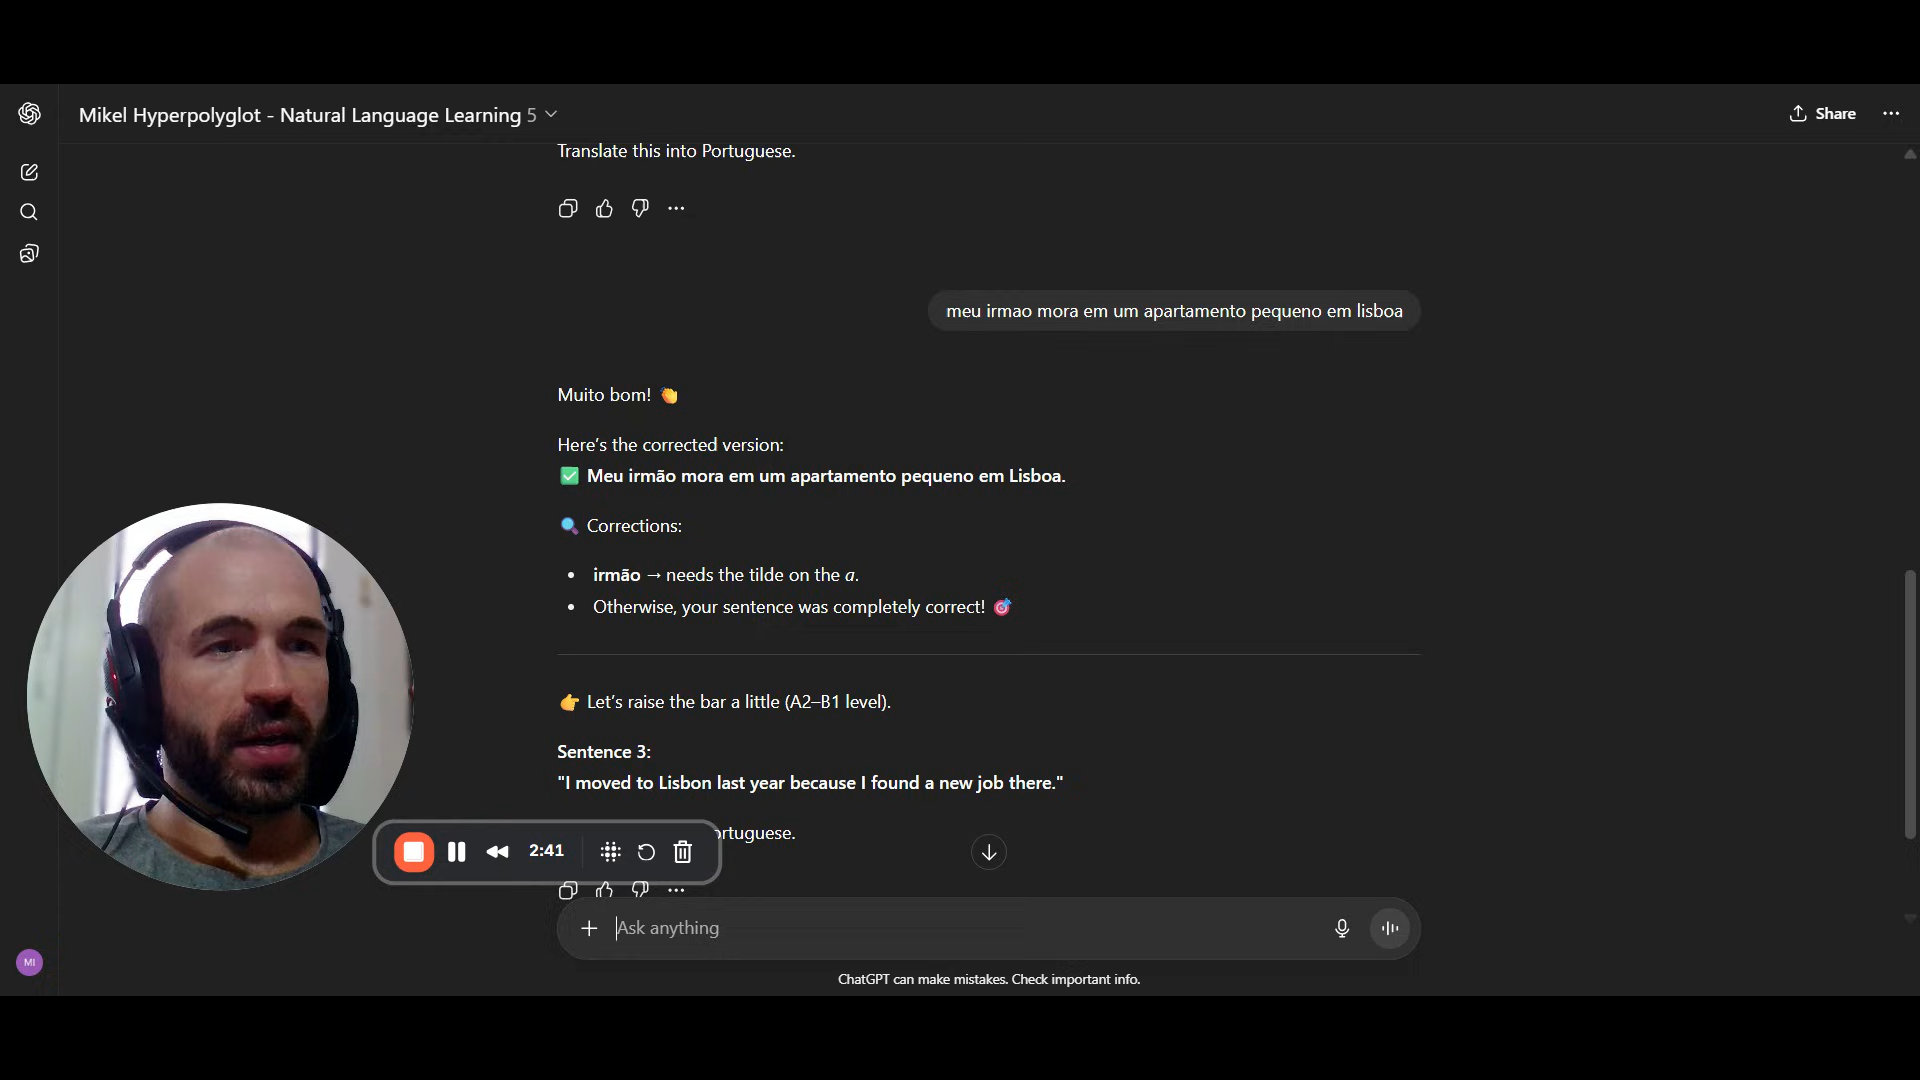 Mikel Hyperpolyglot - Natural Language Learning 5
Share
Translate this into Portuguese.
meu irmao mora em um apartamento pequeno em lisboa
Muito bom! 👏
Here's the corrected version:
✅ Meu irmão mora em um apartamento pequeno em Lisboa.
🔍 Corrections:
• irmão → needs the tilde on the a.
• Otherwise, your sentence was completely correct! 🎯
👉 Let's raise the bar a little (A2–B1 level).
Sentence 3:
"I moved to Lisbon last year because I found a new job there."
ortuguese.
2:41
Ask anything
MI
ChatGPT can make mistakes. Check important info.